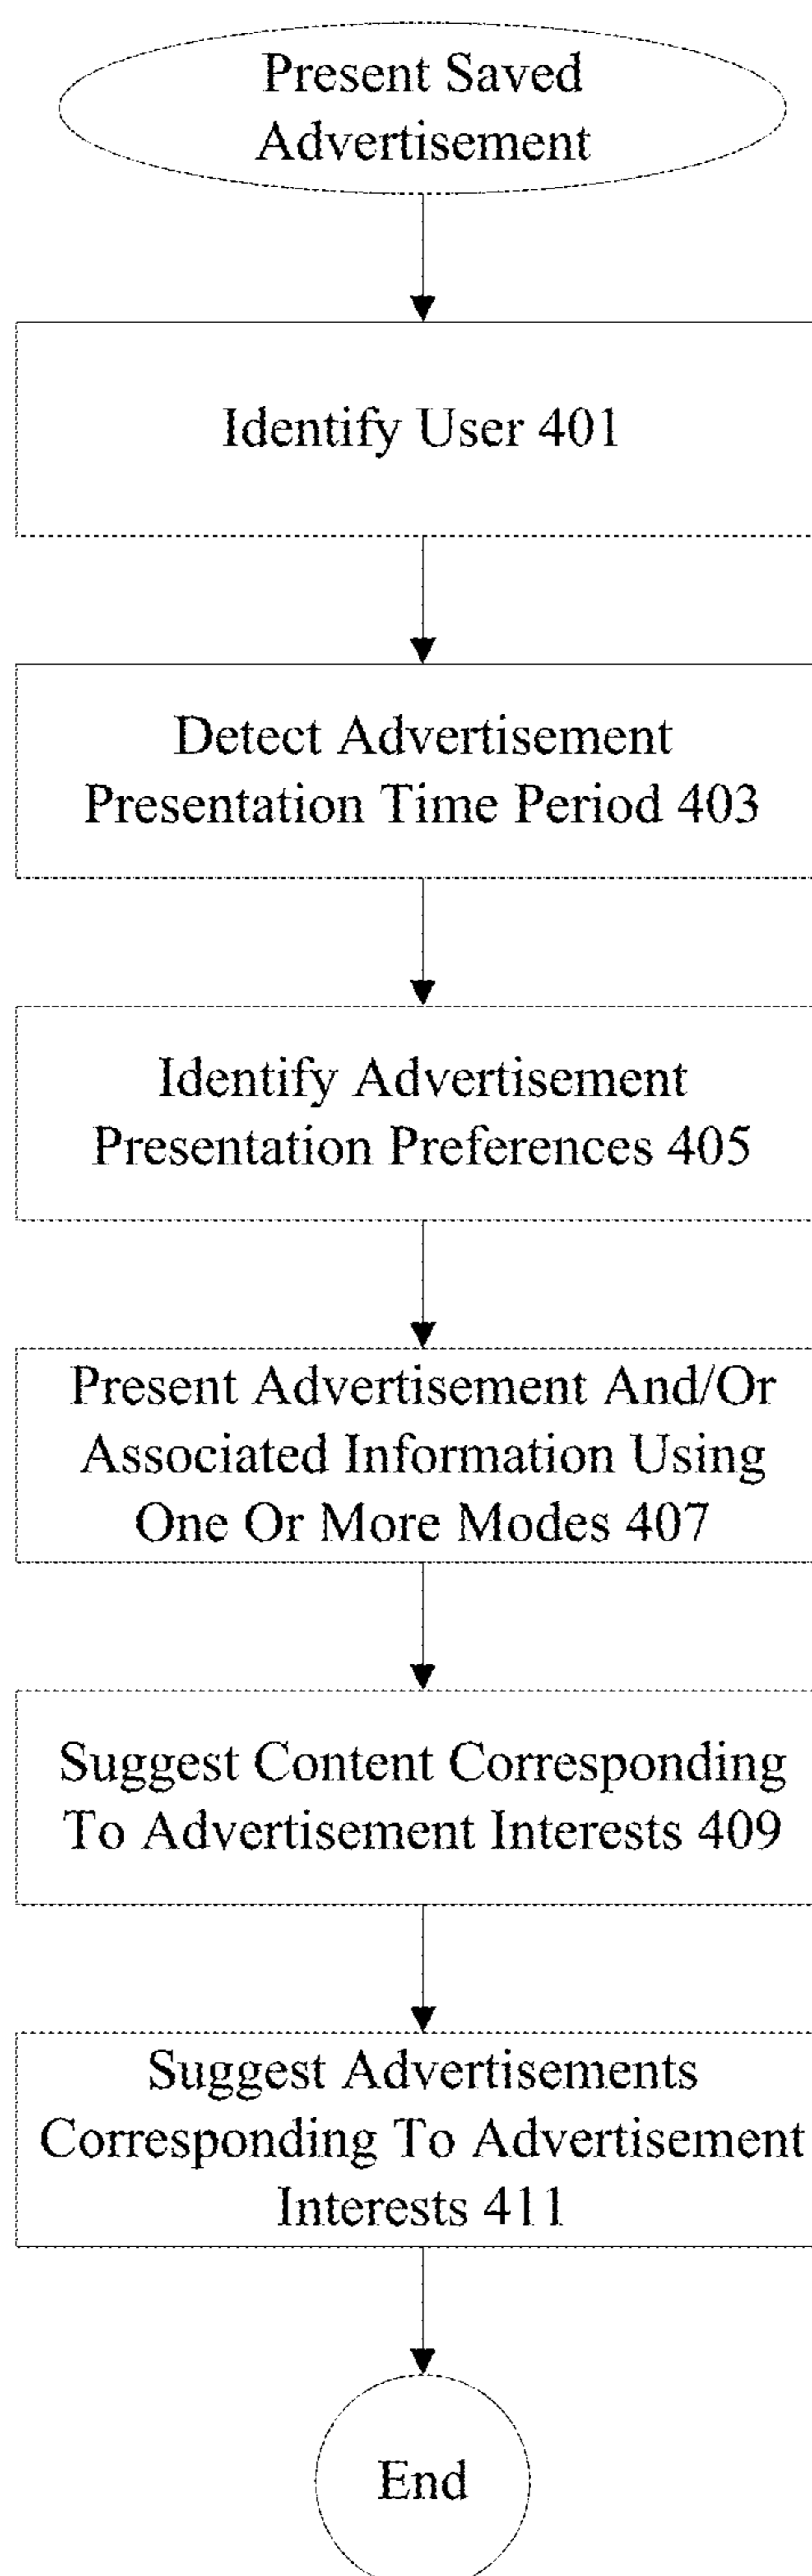 Present Saved
Advertisement
Identify User 401
Detect Advertisement
Presentation Time Period 403
Identify Advertisement
Presentation Preferences 405
Present Advertisement And/Or
Associated Information Using
One Or More Modes 407
Suggest Content Corresponding
To Advertisement Interests 409
Suggest Advertisements
Corresponding To Advertisement
Interests 411
End